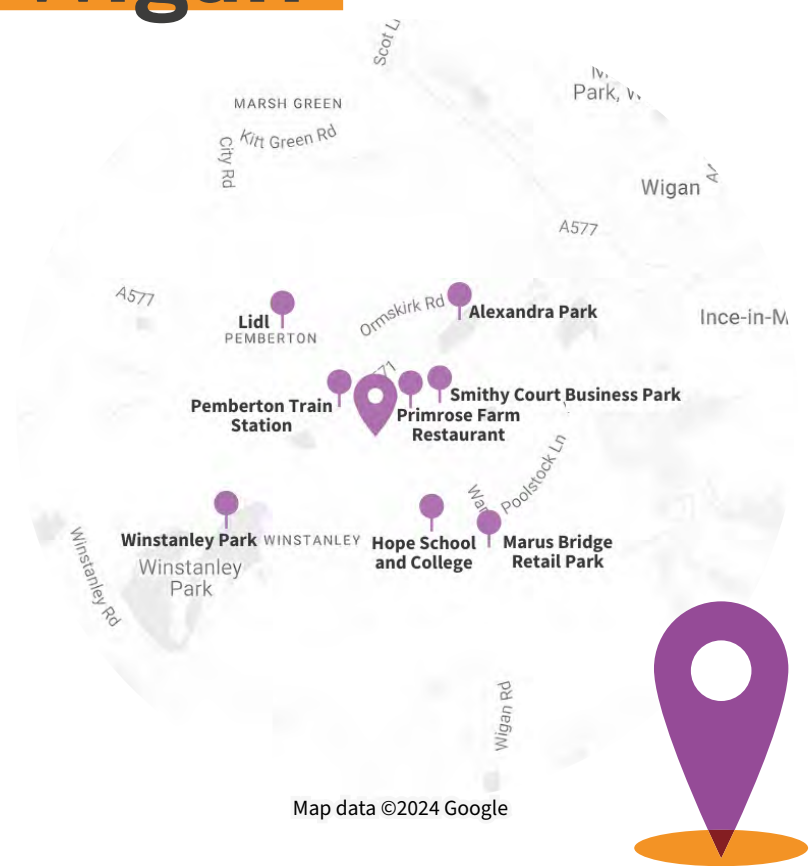 MARSH GREEN
Kitt Green Rd
City Rd
Park,
Wigan
A577
A577
Ormskirk Rd
Alexandra Park
Lidl
PEMBERTON
Ince-in-M
Pemberton Train
Station
Smithy Court Business Park
Primrose Farm
Restaurant
Poolstock Ln
Winstanley Park
WINSTANLEY
Hope School
and College
Marus Bridge
Retail Park
Winstanley
Park
Winstanley Rd
Wigan Rd
Map data ©2024 Google